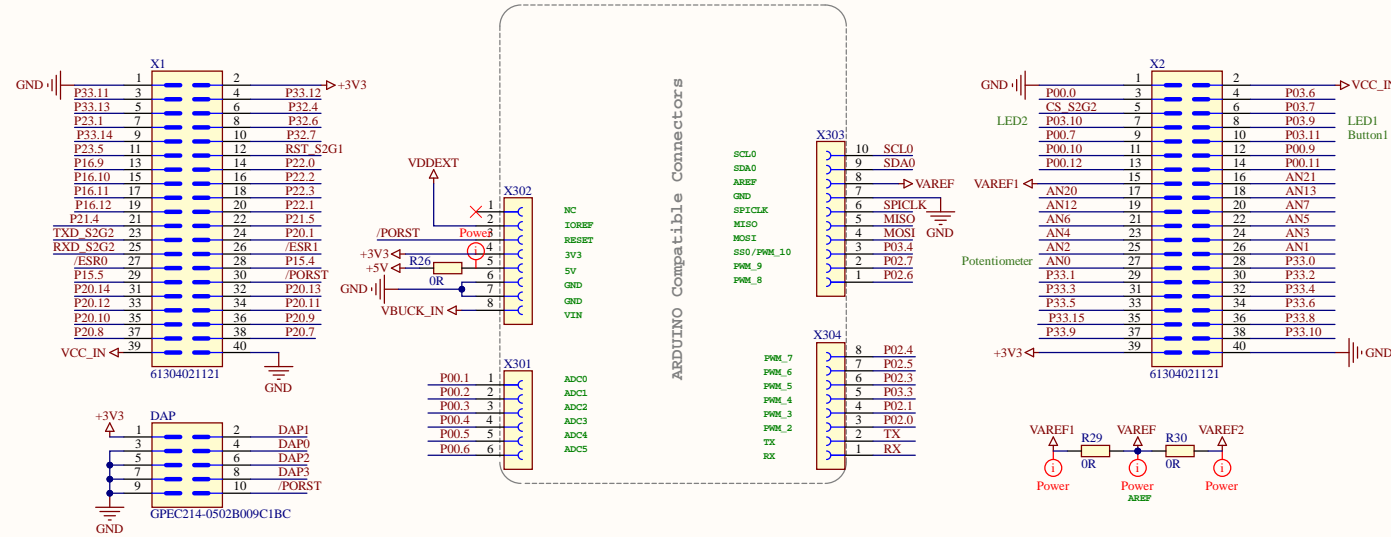 X1
GND 1 2 +3V3
P33.11 3 4 P33.12
P33.13 5 6 P32.4
P23.1 7 8 P32.6
P33.14 9 10 P32.7
P23.5 11 12 RST_S2G1
P16.9 13 14 P22.0
P16.10 15 16 P22.2
P16.11 17 18 P22.3
P16.12 19 20 P22.1
P21.4 21 22 P21.5
TXD_S2G2 23 24 P20.1
RXD_S2G2 25 26 /ESR1
/ESR0 27 28 P15.4
P15.5 29 30 /PORST
P20.14 31 32 P20.13
P20.12 33 34 P20.11
P20.10 35 36 P20.9
P20.8 37 38 P20.7
VCC_IN 39 40
GND
61304021121
DAP
+3V3
1 2 DAP1
3 4 DAP0
5 6 DAP2
7 8 DAP3
9 10 /PORST
GND
GPEC214-0502B009C1BC
ARDUINO Compatible Connectors
VDDEXT
X302
1 NC
2 IOREF
/PORST 3 RESET
Power
i
+3V3 4 3V3
+5V R26 5 5V
0R
GND 6 GND
7 GND
VBUCK_IN 8 VIN
X301
P00.1 1 ADC0
P00.2 2 ADC1
P00.3 3 ADC2
P00.4 4 ADC3
P00.5 5 ADC4
P00.6 6 ADC5
X303
SCL0 10 SCL0
SDA0 9 SDA0
AREF 8 VAREF
GND 7
SPICLK 6 SPICLK
MISO 5 MISO
MOSI 4 MOSI
GND
SS0/PWM_10 3 P03.4
PWM_9 2 P02.7
PWM_8 1 P02.6
X304
PWM_7 8 P02.4
PWM_6 7 P02.5
PWM_5 6 P02.3
PWM_4 5 P03.3
PWM_3 4 P02.1
PWM_2 3 P02.0
TX 2 TX
RX 1 RX
X2
GND 1 2 VCC_IN
P00.0 3 4 P03.6
CS_S2G2 5 6 P03.7
LED2 P03.10 7 8 P03.9 LED1
P00.7 9 10 P03.11 Button1
P00.10 11 12 P00.9
P00.12 13 14 P00.11
VAREF1 15 16 AN21
AN20 17 18 AN13
AN12 19 20 AN7
AN6 21 22 AN5
AN4 23 24 AN3
AN2 25 26 AN1
Potentiometer AN0 27 28 P33.0
P33.1 29 30 P33.2
P33.3 31 32 P33.4
P33.5 33 34 P33.6
P33.15 35 36 P33.8
P33.9 37 38 P33.10
+3V3 39 40 GND
61304021121
VAREF1 R29 VAREF R30 VAREF2
0R 0R
i i i
Power Power Power
AREF